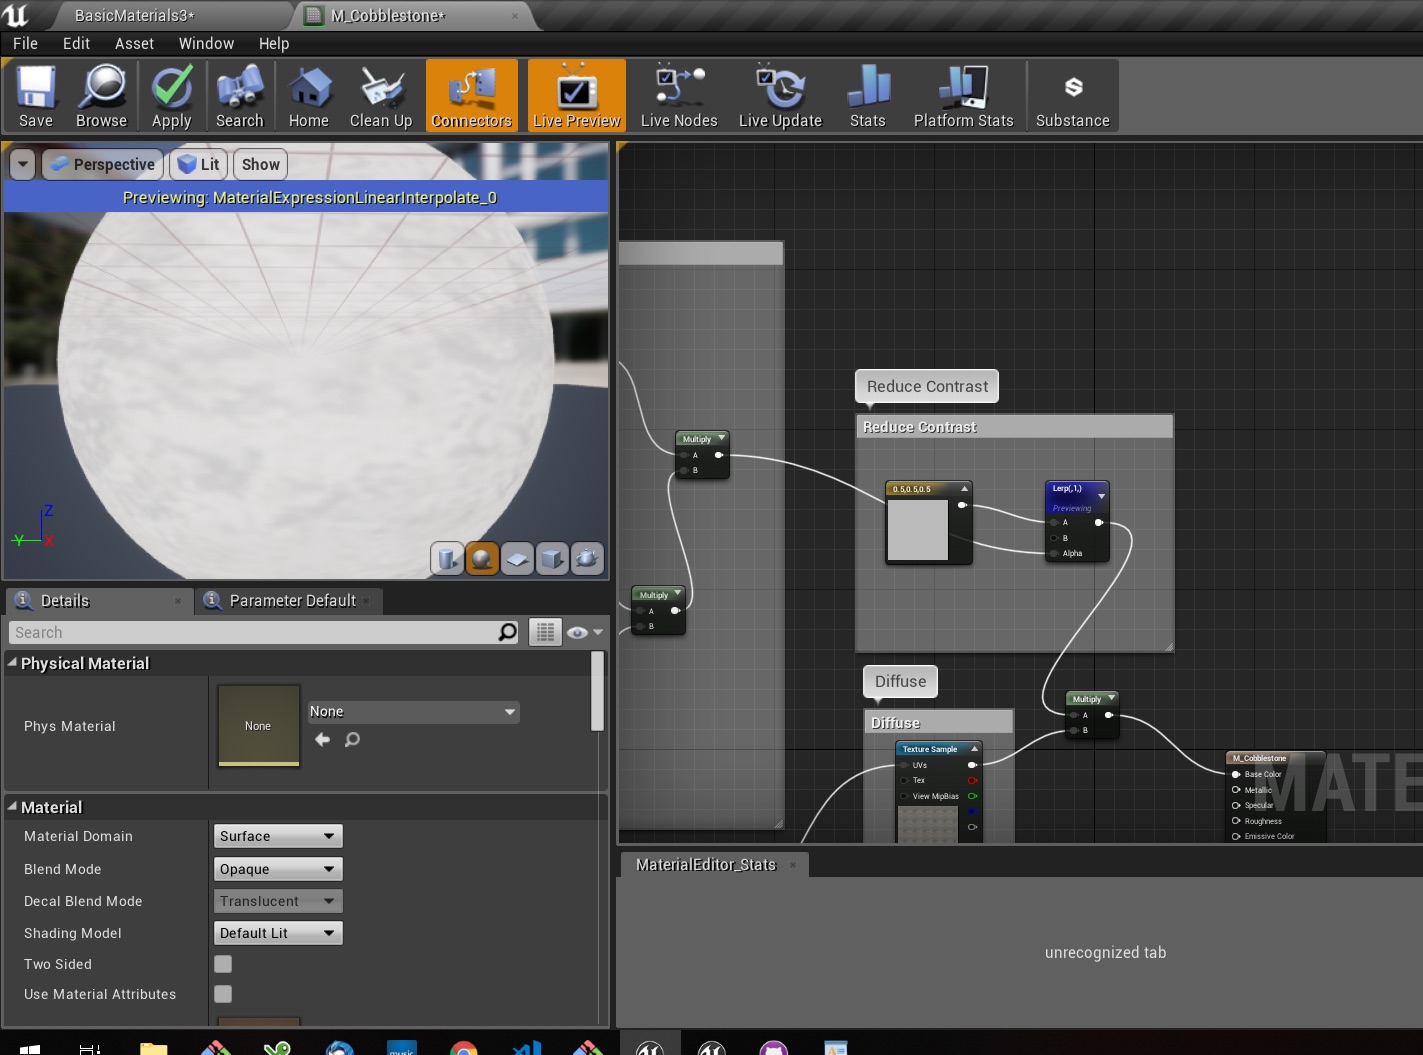 BasicMaterials3*
M_Cobblestone*
File Edit Asset Window Help
Save Browse Apply Search Home Clean Up Connectors Live Preview Live Nodes Live Update Stats Platform Stats Substance
Perspective Lit Show
Previewing: MaterialExpressionLinearInterpolate_0
Z
Y X
Reduce Contrast
Reduce Contrast
Multiply
A
B
0.5,0.5,0.5
Lerp(,1,)
Previewing
A
B
Alpha
Multiply
A
B
Diffuse
Diffuse
Texture Sample
UVs
Tex
View MipBias
Multiply
A
B
M_Cobblestone
Base Color
Metallic
Specular
Roughness
Emissive Color
MATE
Details
Parameter Default
Search
Physical Material
Phys Material
None
None
Material
Material Domain Surface
Blend Mode Opaque
Decal Blend Mode Translucent
Shading Model Default Lit
Two Sided
Use Material Attributes
MaterialEditor_Stats
unrecognized tab
music